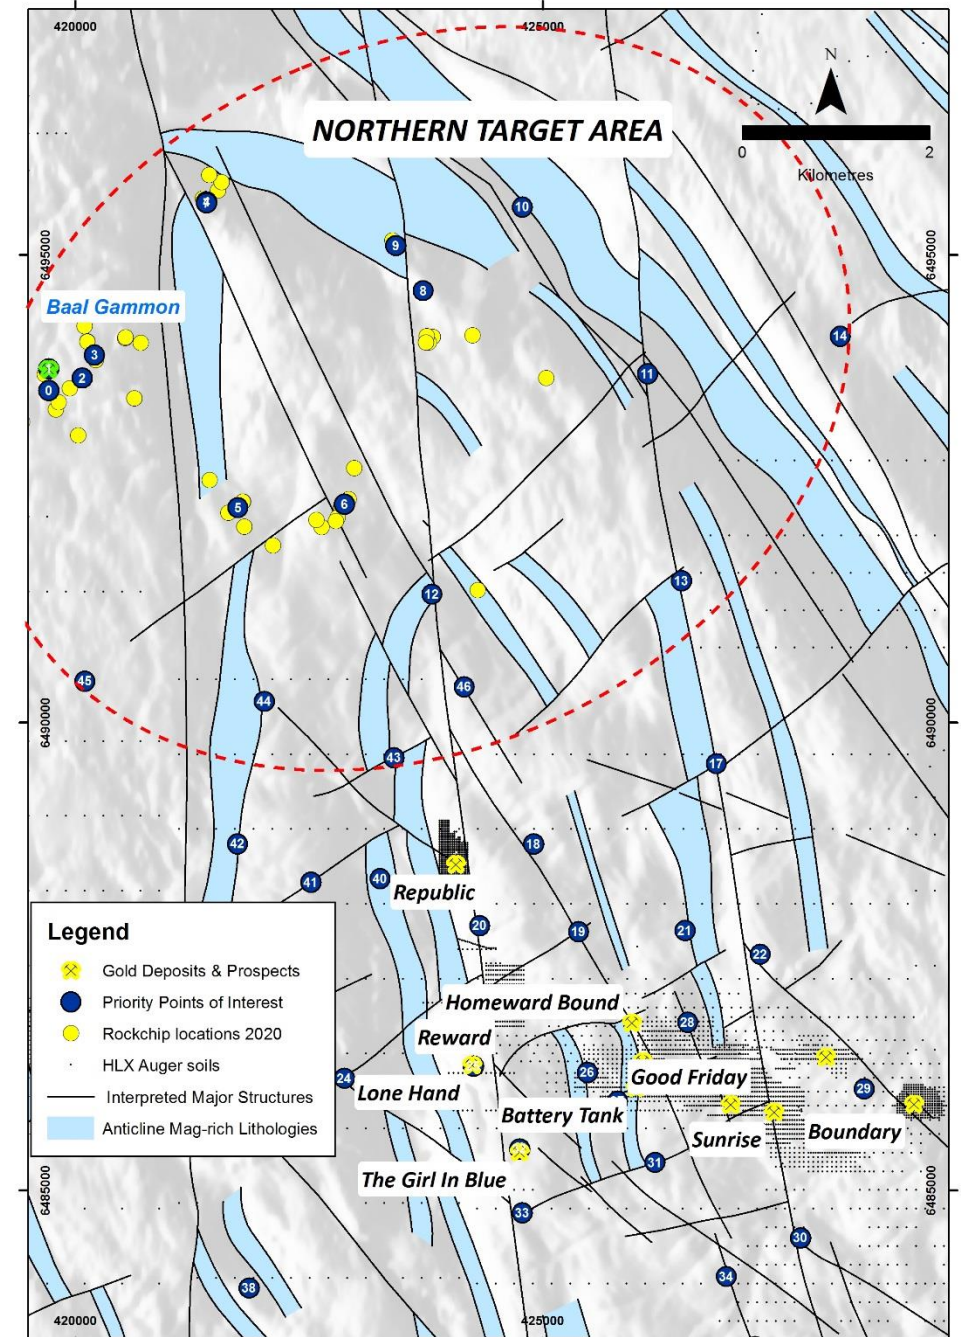 420000
425000
N
NORTHERN TARGET AREA
0
2
Kilometres
10
4
9
6495000
6495000
8
Baal Gammon
14
3
2
11
0
6
5
13
12
45
46
44
6490000
6490000
43
17
42
18
41
40
Republic
20
19
21
22
Legend
Gold Deposits & Prospects
Priority Points of Interest
Rockchip locations 2020
HLX Auger soils
Interpreted Major Structures
Anticline Mag-rich Lithologies
Homeward Bound
28
Reward
24
26
Good Friday
29
Lone Hand
Battery Tank
Sunrise
Boundary
The Girl In Blue
31
6485000
6485000
33
30
38
34
420000
425000